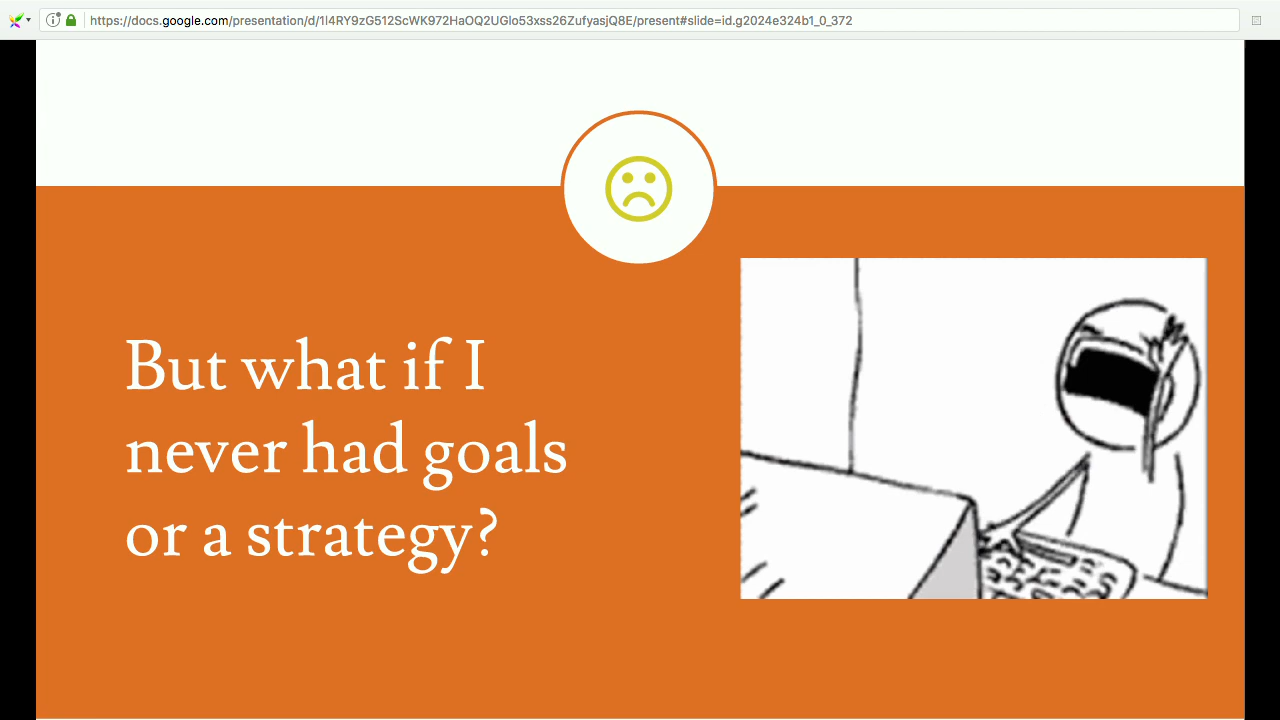 https://docs.google.com/presentation/d/1l4RY9zG512ScWK972HaOQ2UGlo53xss26ZufyasjQ8E/present#slide=id.g2024e324b1_0_372
But what if I
never had goals
or a strategy?